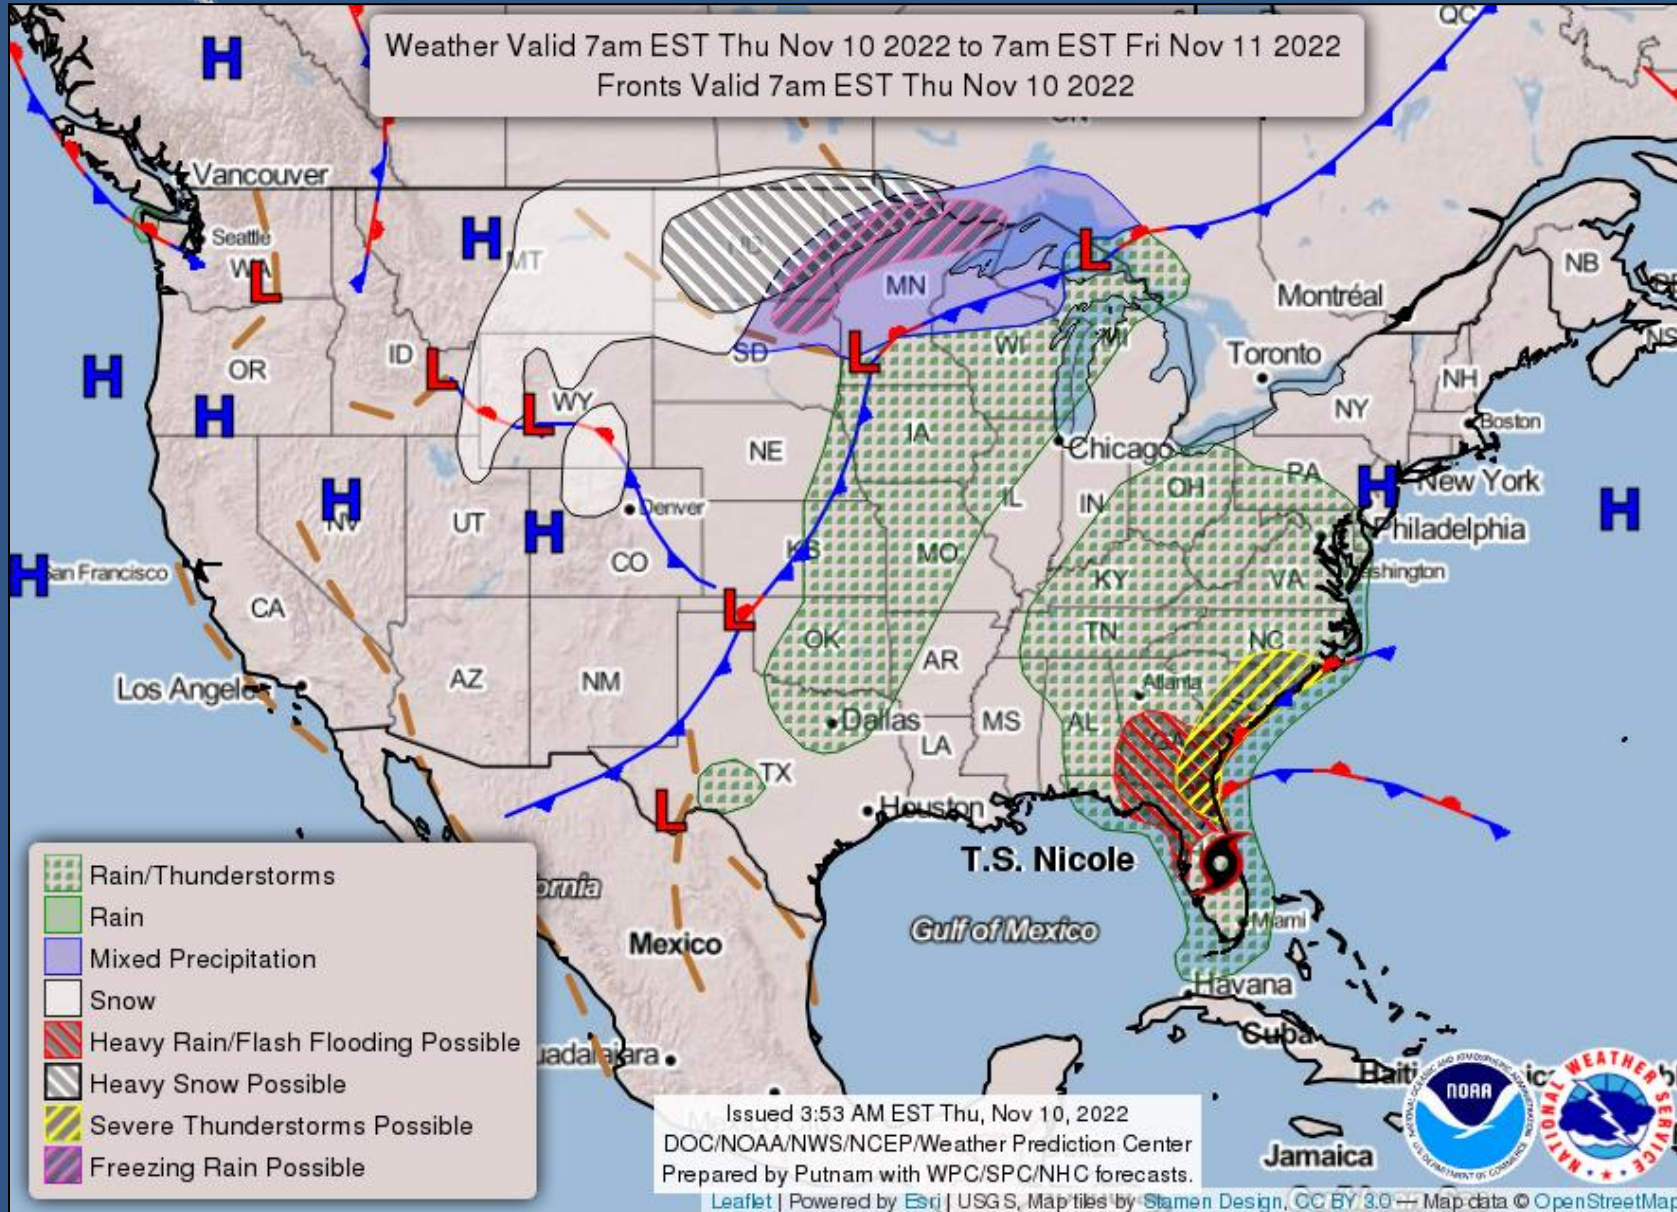 Weather Valid 7am EST Thu Nov 10 2022 to 7am EST Fri Nov 11 2022
Fronts Valid 7am EST Thu Nov 10 2022
QC
H
Vancouver
Seattle
WA
L
H
MT
ND
MN
L
Montréal
NB
NS
H
OR
ID
L
WY
L
SD
L
WI
MI
Toronto
NY
NH
Boston
H
NE
IA
Chicago
IL
IN
OH
PA
H
New York
H
Philadelphia
H
NV
UT
H
Denver
CO
KS
MO
KY
VA
H
San Francisco
CA
L
OK
TN
NC
AR
Los Angeles
AZ
NM
Atlanta
Dallas
LA
MS
AL
GA
TX
L
Houston
T.S. Nicole
Gulf of Mexico
Miami
Mexico
Havana
Cuba
Jamaica
Rain/Thunderstorms
Rain
Mixed Precipitation
Snow
Heavy Rain/Flash Flooding Possible
Heavy Snow Possible
Severe Thunderstorms Possible
Freezing Rain Possible
Issued 3:53 AM EST Thu, Nov 10, 2022
DOC/NOAA/NWS/NCEP/Weather Prediction Center
Prepared by Putnam with WPC/SPC/NHC forecasts.
NOAA
NATIONAL WEATHER SERVICE
Leaflet | Powered by Esri | USGS, Map tiles by Stamen Design, CC BY 3.0 — Map data © OpenStreetMap